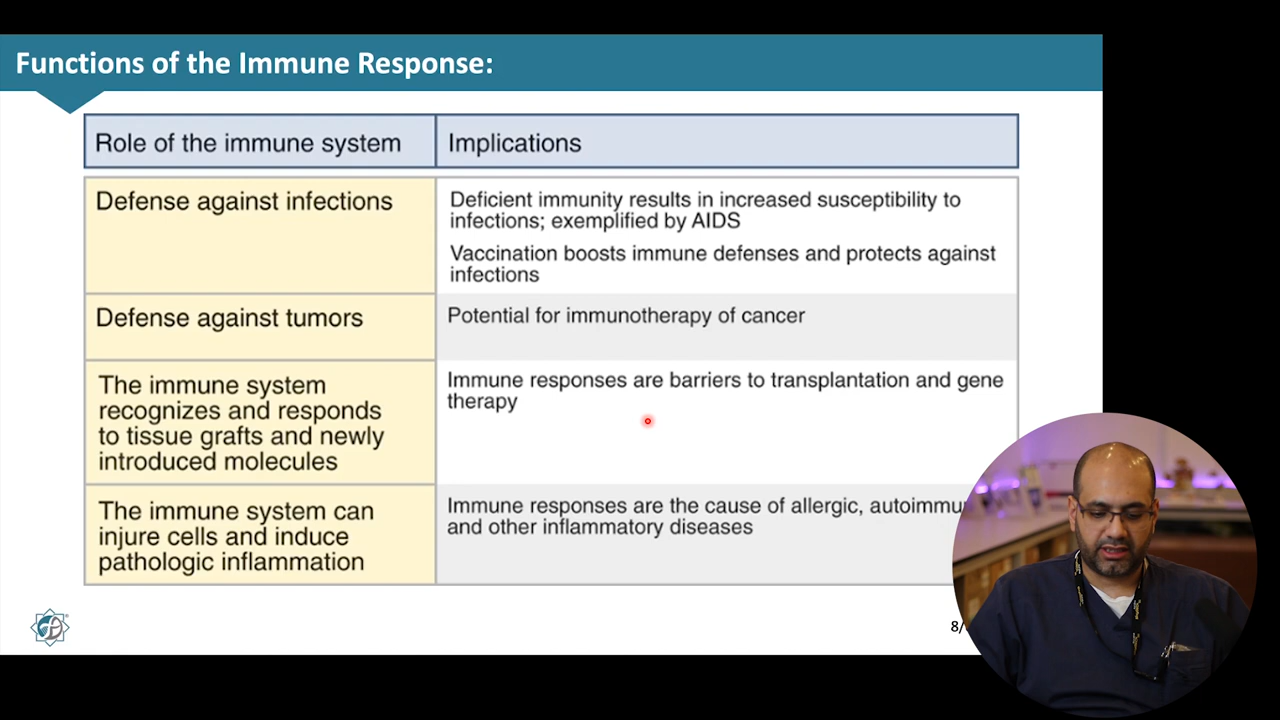 Functions of the Immune Response:
Role of the immune system
Implications
Defense against infections
Deficient immunity results in increased susceptibility to
infections; exemplified by AIDS
Vaccination boosts immune defenses and protects against
infections
Defense against tumors
Potential for immunotherapy of cancer
The immune system
recognizes and responds
to tissue grafts and newly
introduced molecules
Immune responses are barriers to transplantation and gene
therapy
The immune system can
injure cells and induce
pathologic inflammation
Immune responses are the cause of allergic,
and other inflammatory diseases
8/